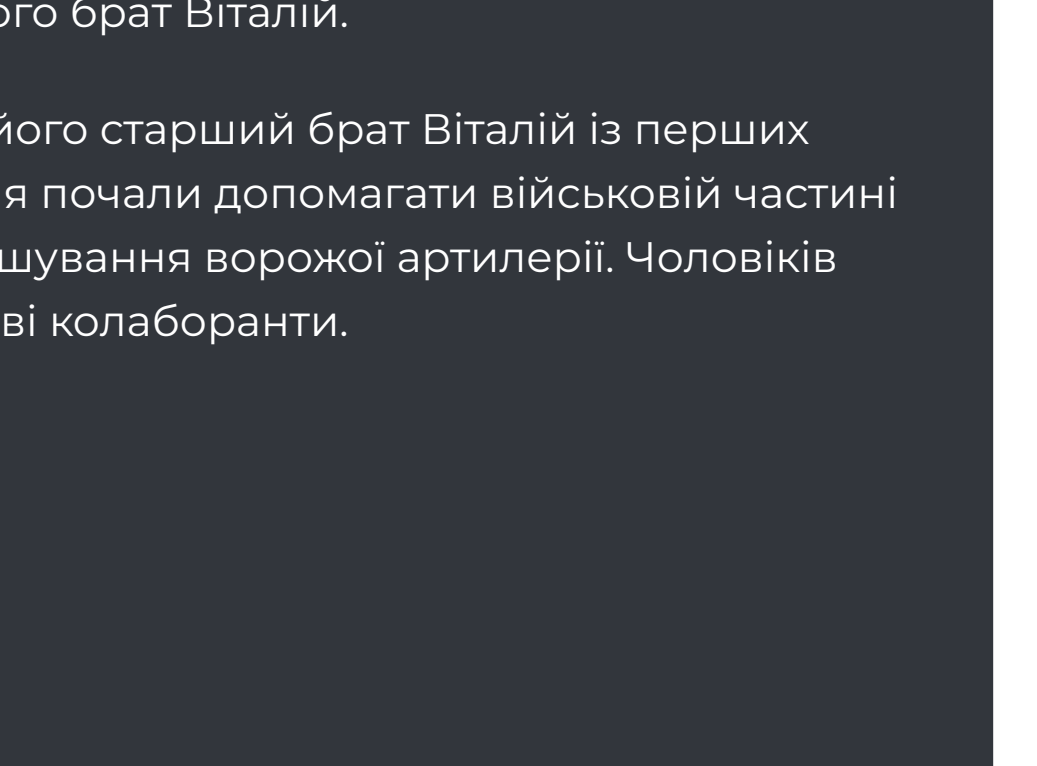 ого брат Віталій.
його старший брат Віталій із перших
я почали допомагати військовій частині
шування ворожої артилерії. Чоловіків
ві колаборанти.